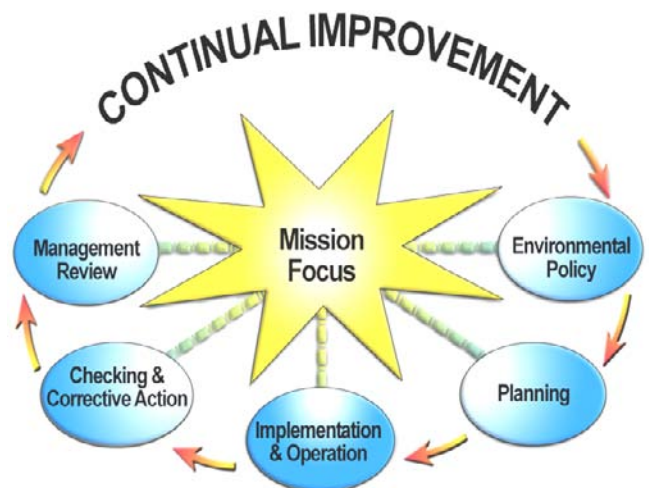 CONTINUAL IMPROVEMENT
Mission
Focus
Management
Review
Environmental
Policy
Checking &
Corrective Action
Planning
Implementation
& Operation